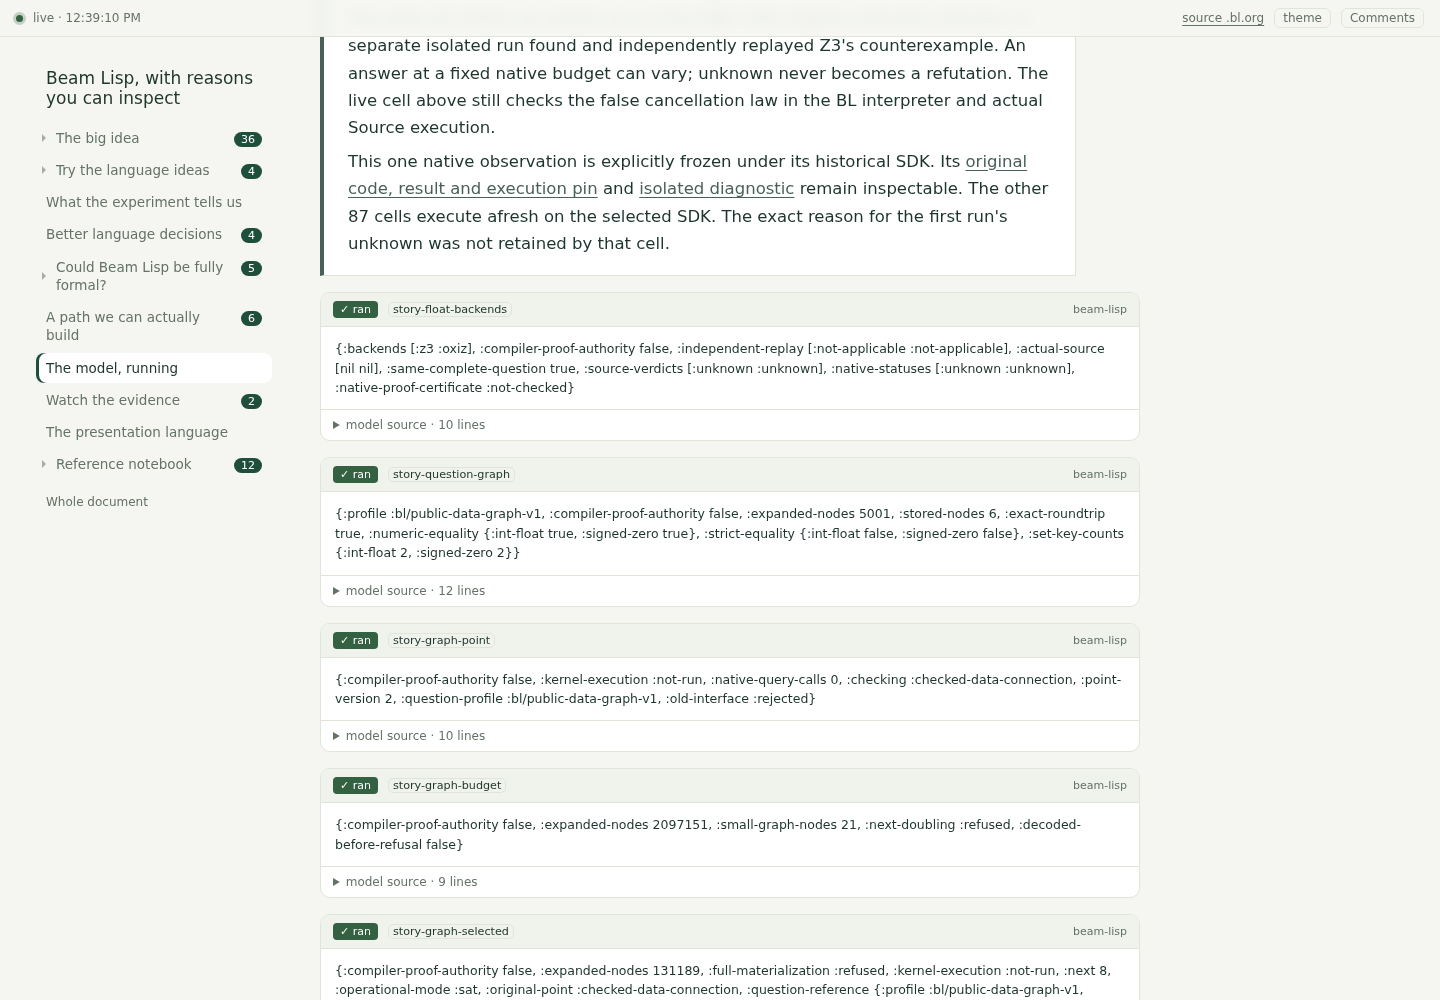 live · 12:39:10 PM
source .bl.org
theme
Comments
Beam Lisp, with reasons
you can inspect
The big idea
36
Try the language ideas
4
What the experiment tells us
Better language decisions
4
Could Beam Lisp be fully
formal?
5
A path we can actually
build
6
The model, running
Watch the evidence
2
The presentation language
Reference notebook
12
Whole document
separate isolated run found and independently replayed Z3's counterexample. An
answer at a fixed native budget can vary; unknown never becomes a refutation. The
live cell above still checks the false cancellation law in the BL interpreter and actual
Source execution.
This one native observation is explicitly frozen under its historical SDK. Its original
code, result and execution pin and isolated diagnostic remain inspectable. The other
87 cells execute afresh on the selected SDK. The exact reason for the first run's
unknown was not retained by that cell.
✓ ran story-float-backends beam-lisp
{:backends [:z3 :oxiz], :compiler-proof-authority false, :independent-replay [:not-applicable :not-applicable], :actual-source
[nil nil], :same-complete-question true, :source-verdicts [:unknown :unknown], :native-statuses [:unknown :unknown],
:native-proof-certificate :not-checked}
model source · 10 lines
✓ ran story-question-graph beam-lisp
{:profile :bl/public-data-graph-v1, :compiler-proof-authority false, :expanded-nodes 5001, :stored-nodes 6, :exact-roundtrip
true, :numeric-equality {:int-float true, :signed-zero true}, :strict-equality {:int-float false, :signed-zero false}, :set-key-counts
{:int-float 2, :signed-zero 2}}
model source · 12 lines
✓ ran story-graph-point beam-lisp
{:compiler-proof-authority false, :kernel-execution :not-run, :native-query-calls 0, :checking :checked-data-connection, :point-
version 2, :question-profile :bl/public-data-graph-v1, :old-interface :rejected}
model source · 10 lines
✓ ran story-graph-budget beam-lisp
{:compiler-proof-authority false, :expanded-nodes 2097151, :small-graph-nodes 21, :next-doubling :refused, :decoded-
before-refusal false}
model source · 9 lines
✓ ran story-graph-selected beam-lisp
{:compiler-proof-authority false, :expanded-nodes 131189, :full-materialization :refused, :kernel-execution :not-run, :next 8,
:operational-mode :sat, :original-point :checked-data-connection, :question-reference {:profile :bl/public-data-graph-v1,